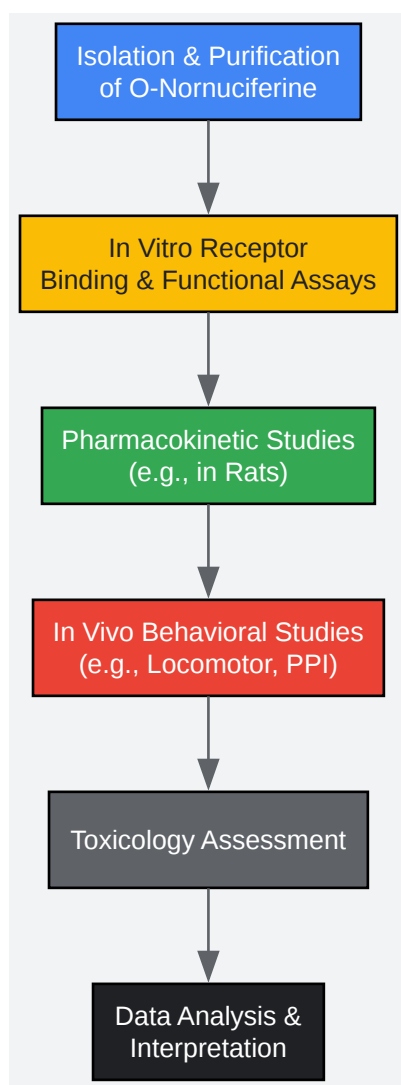 Isolation & Purification
of O-Nornuciferine
In Vitro Receptor
Binding & Functional Assays
Pharmacokinetic Studies
(e.g., in Rats)
In Vivo Behavioral Studies
(e.g., Locomotor, PPI)
Toxicology Assessment
Data Analysis &
Interpretation